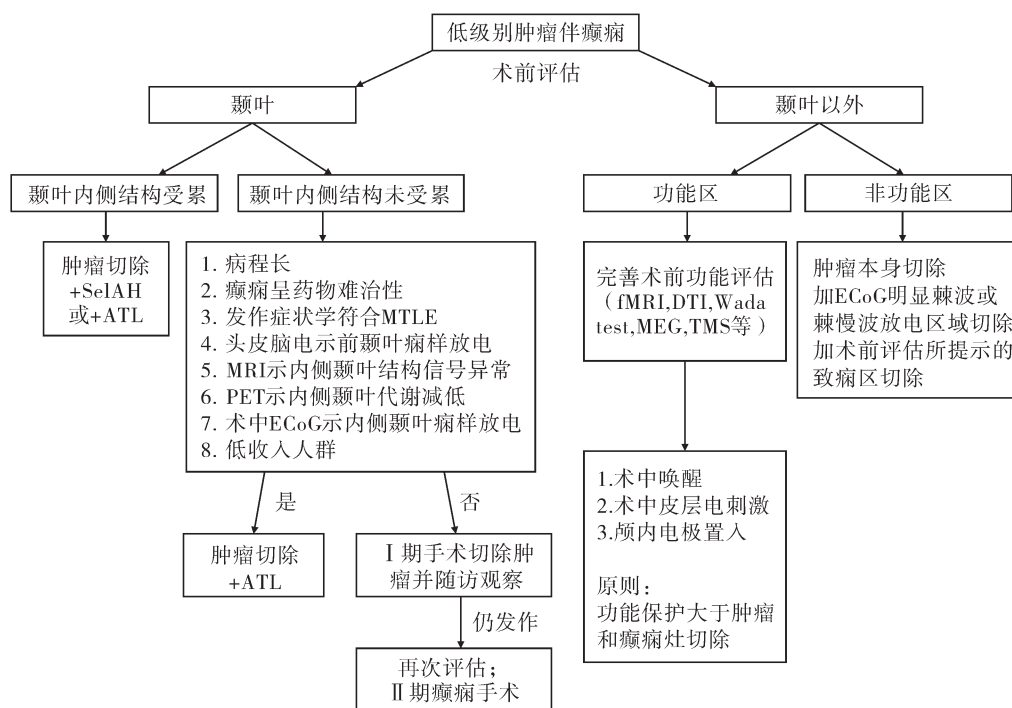 低级别肿瘤伴癫痫
术前评估
颞叶
颞叶以外
颞叶内侧结构受累
颞叶内侧结构未受累
功能区
非功能区
肿瘤切除
+SelAH
或+ATL
1. 病程长
2. 癫痫呈药物难治性
3. 发作症状学符合MTLE
4. 头皮脑电示前颞叶痫样放电
5. MRI示内侧颞叶结构信号异常
6. PET示内侧颞叶代谢减低
7. 术中ECoG示内侧颞叶痫样放电
8. 低收入人群
完善术前功能评估
（fMRI,DTI,Wada
test,MEG,TMS等）
肿瘤本身切除
加ECoG明显棘波或
棘慢波放电区域切除
加术前评估所提示的
致痫区切除
是
否
肿瘤切除
+ATL
Ⅰ期手术切除肿
瘤并随访观察
仍发作
再次评估；
Ⅱ期癫痫手术
1.术中唤醒
2.术中皮层电刺激
3.颅内电极置入
原则：
功能保护大于肿瘤
和癫痫灶切除